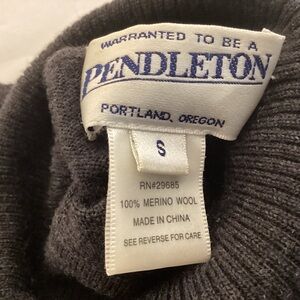 WARRANTED TO BE A
PENDLETON
PORTLAND, OREGON
S
RN#29685
100% MERINO WOOL
MADE IN CHINA
SEE REVERSE FOR CARE